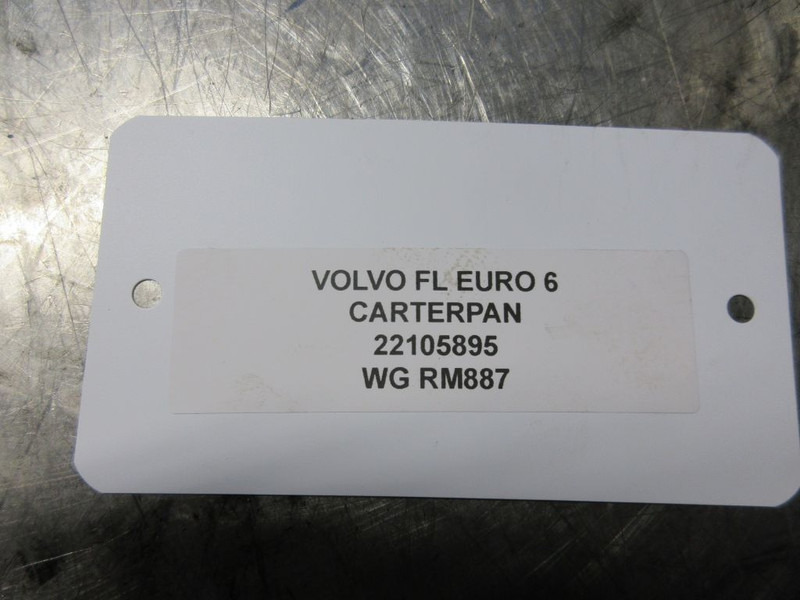 VOLVO FL EURO 6
CARTERPAN
22105895
WG RM887